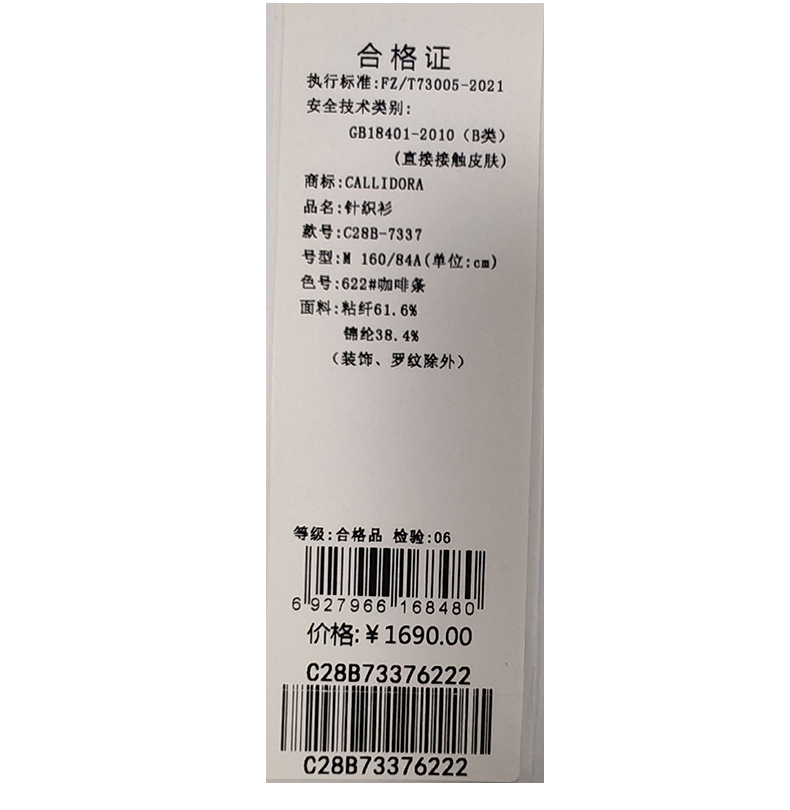 合格证
执行标准:FZ/T73005-2021
安全技术类别:
GB18401-2010(B类)
(直接接触皮肤)
商标:CALLIDORA
品名:针织衫
款号:C28B-7337
号型:M 160/84A(单位:cm)
色号:622#咖啡条
面料:粘纤61.6%
锦纶38.4%
(装饰、罗纹除外)
等级:合格品 检验:06
6 927966 168480
价格:¥1690.00
C28B73376222
C28B73376222